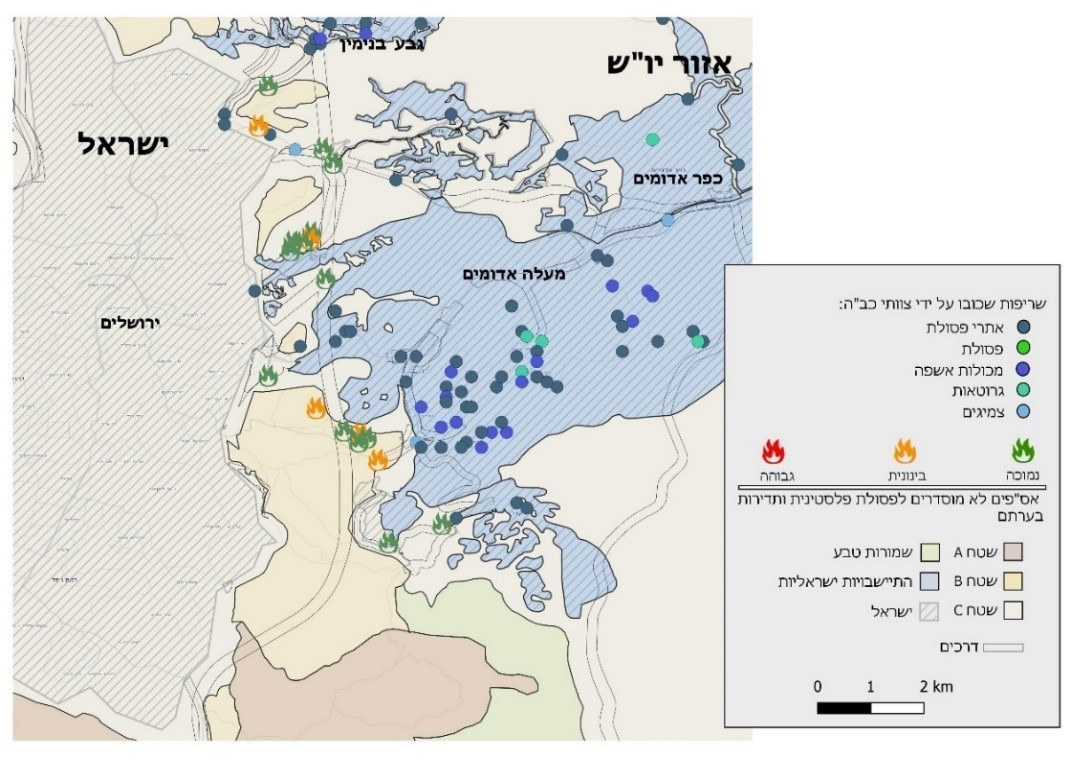 גבע בנימין
אזור יו"ש
ישראל
כפר אדומים
מעלה אדומים
ירושלים
שריפות שכובו על ידי צוותי כב"ה:
אתרי פסולת
פסולת
מכולות אשפה
גרוטאות
צמיגים
נמוכה
בינונית
גבוהה
אס"פים לא מוסדרים לפסולת פלסטינית ותדירות
בערתם
שטח A
שמורות טבע
שטח B
התיישבויות ישראליות
שטח C
ישראל
דרכים
0 1 2 km